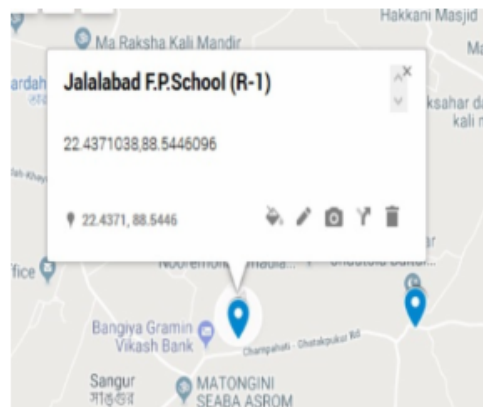 Hakkani Masjid
Ma Raksha Kali Mandir
Jalalabad F.P.School (R-1)
22.4371038,88.5446096
22.4371, 88.5446
Bangiya Gramin
Vikash Bank
Champahati - Ghatakpukur Rd
Sangur
সাঙ্গুর
MATONGINI
SEABA ASROM